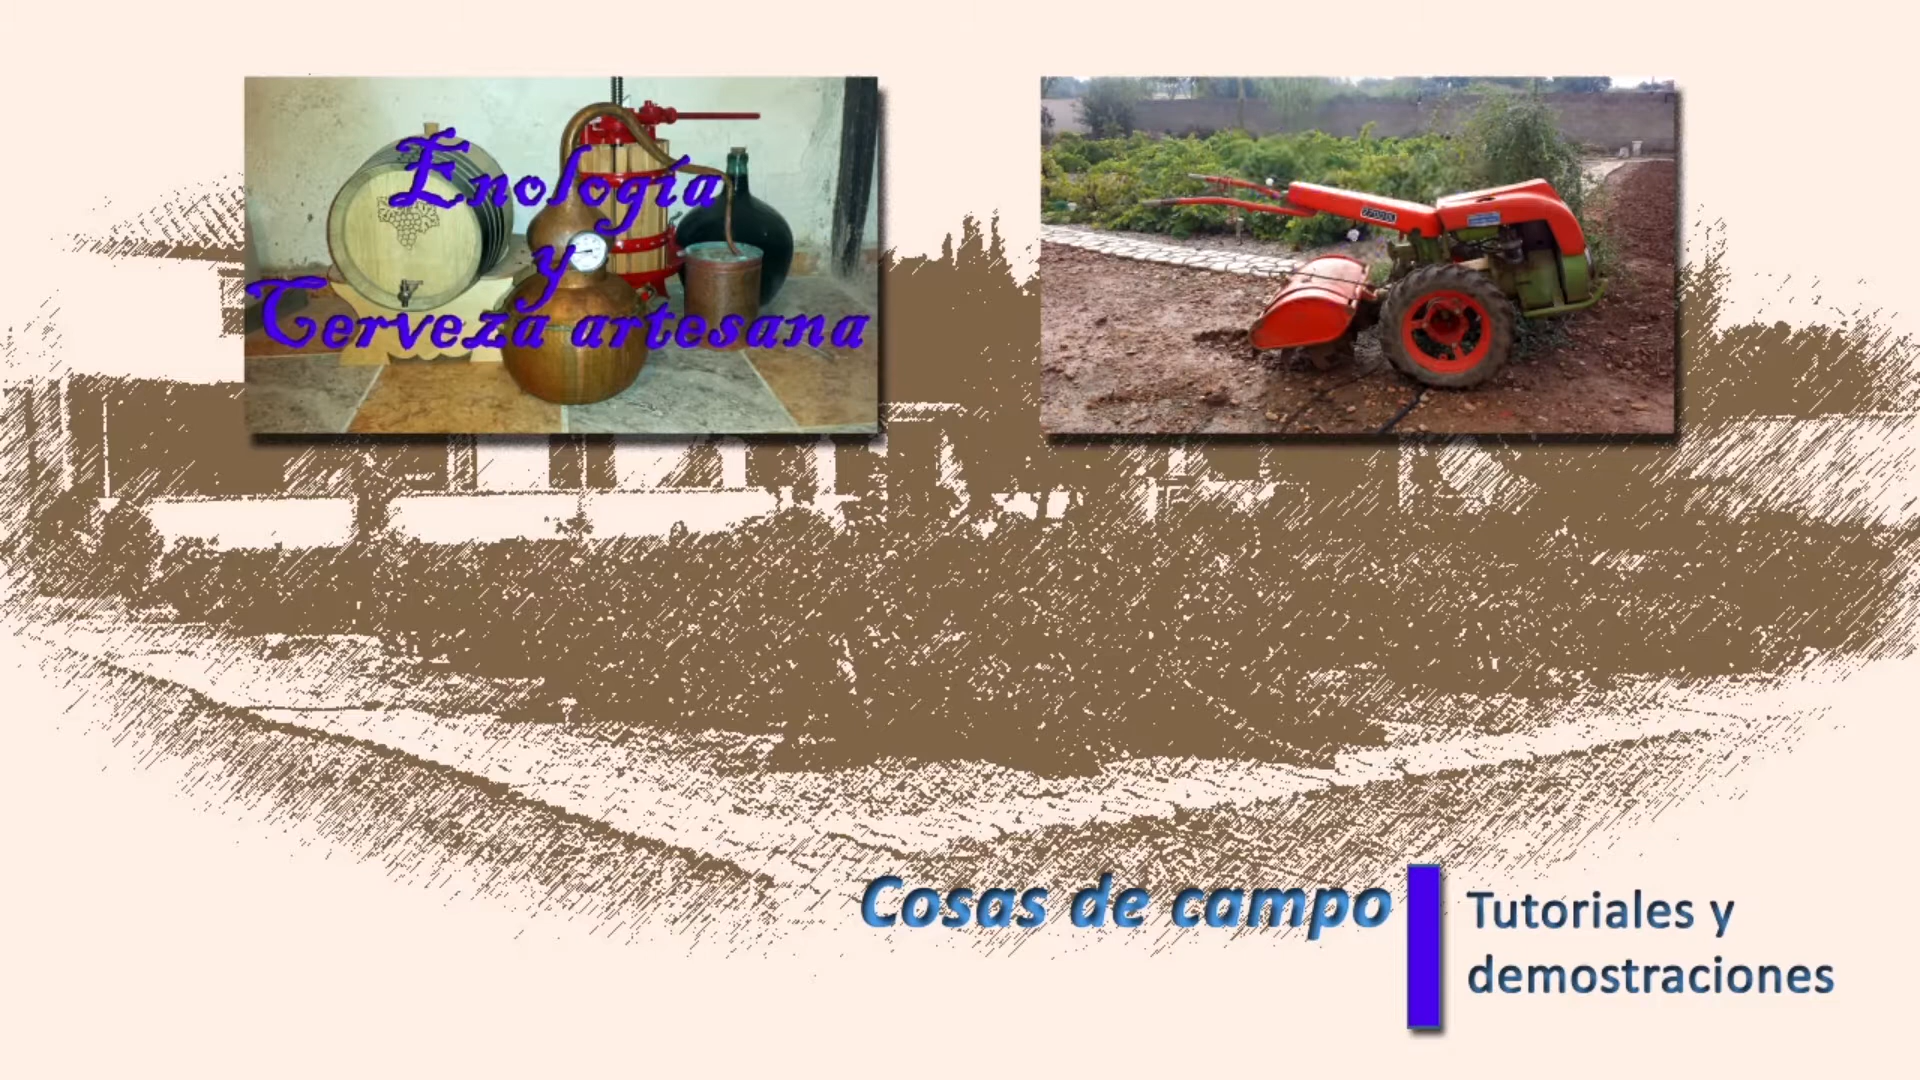 Enología
y
Cerveza artesana
Cosas de campo
Tutoriales y
demostraciones